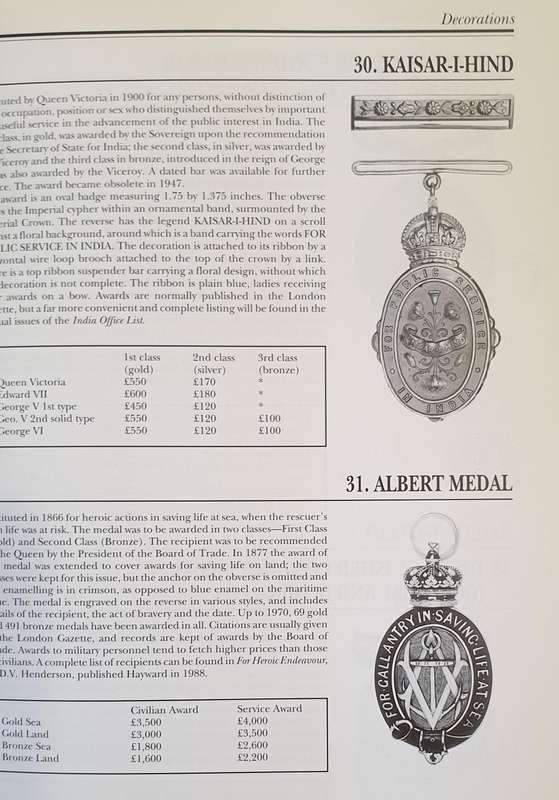 Decorations
30. KAISAR-I-HIND
uted by Queen Victoria in 1900 for any persons, without distinction of
occupation, position or sex who distinguished themselves by important
useful service in the advancement of the public interest in India. The
class, in gold, was awarded by the Sovereign upon the recommendation
e Secretary of State for India; the second class, in silver, was awarded by
Viceroy and the third class in bronze, introduced in the reign of George
as also awarded by the Viceroy. A dated bar was available for further
ce. The award became obsolete in 1947.
award is an oval badge measuring 1.75 by 1.375 inches. The obverse
s the Imperial cypher within an ornamental band, surmounted by the
erial Crown. The reverse has the legend KAISAR-I-HIND on a scroll
nst a floral background, around which is a band carrying the words FOR
LIC SERVICE IN INDIA. The decoration is attached to its ribbon by a
zontal wire loop brooch attached to the top of the crown by a link.
re is a top ribbon suspender bar carrying a floral design, without which
decoration is not complete. The ribbon is plain blue, ladies receiving
r awards on a bow. Awards are normally published in the London
ette, but a far more convenient and complete listing will be found in the
ual issues of the India Office List.
FOR PUBLIC SERVICE
IN INDIA
1st class 2nd class 3rd class
(gold) (silver) (bronze)
Queen Victoria £550 £170 *
Edward VII £600 £180 *
George V 1st type £450 £120 *
Geo. V 2nd solid type £550 £120 £100
George VI £550 £120 £100
31. ALBERT MEDAL
tituted in 1866 for heroic actions in saving life at sea, when the rescuer's
n life was at risk. The medal was to be awarded in two classes—First Class
old) and Second Class (Bronze). The recipient was to be recommended
the Queen by the President of the Board of Trade. In 1877 the award of
medal was extended to cover awards for saving life on land; the two
sses were kept for this issue, but the anchor on the obverse is omitted and
enamelling is in crimson, as opposed to blue enamel on the maritime
ue. The medal is engraved on the reverse in various styles, and includes
ails of the recipient, the act of bravery and the date. Up to 1970, 69 gold
d 491 bronze medals have been awarded in all. Citations are usually given
the London Gazette, and records are kept of awards by the Board of
ade. Awards to military personnel tend to fetch higher prices than those
civilians. A complete list of recipients can be found in For Heroic Endeavour,
D.V. Henderson, published Hayward in 1988.
FOR GALLANTRY IN SAVING LIFE AT SEA
Civilian Award Service Award
Gold Sea £3,500 £4,000
Gold Land £3,000 £3,500
Bronze Sea £1,800 £2,600
Bronze Land £1,600 £2,200